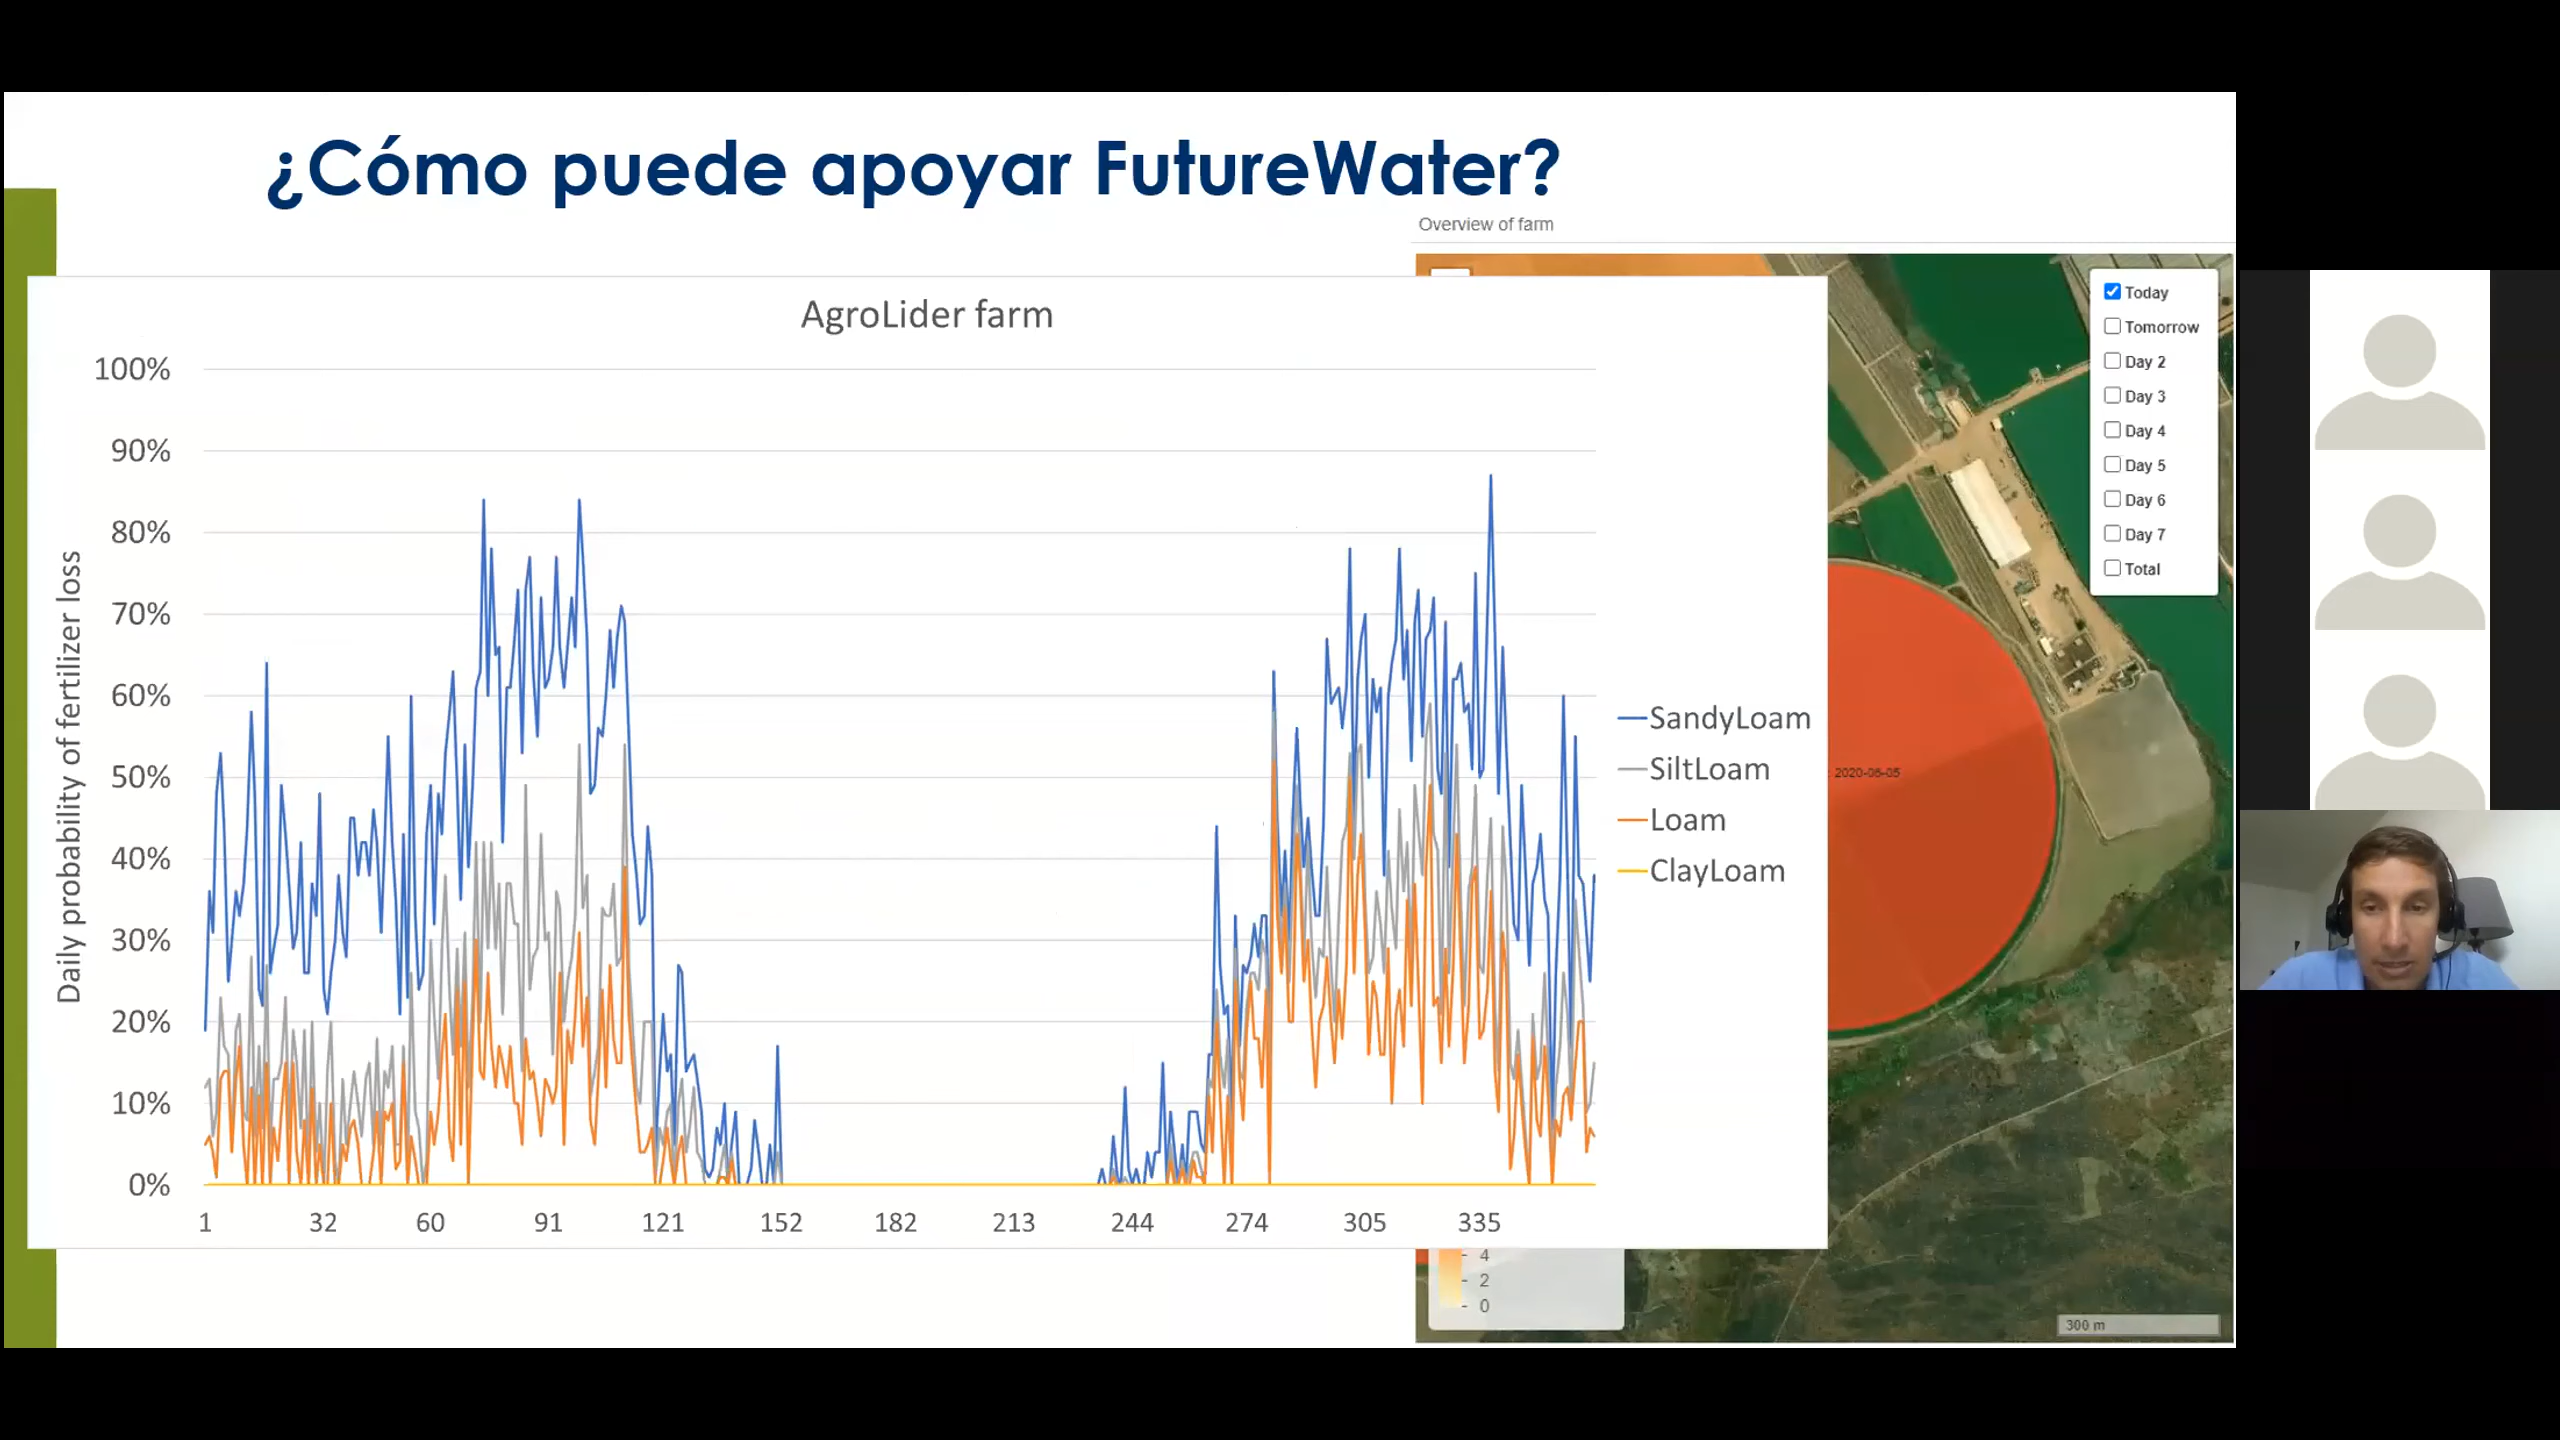 ¿Cómo puede apoyar FutureWater?
Overview of farm
AgroLider farm
Daily probability of fertilizer loss
100%
90%
80%
70%
60%
50%
40%
30%
20%
10%
0%
1 32 60 91 121 152 182 213 244 274 305 335
SandyLoam
SiltLoam
Loam
ClayLoam
Today
Tomorrow
Day 2
Day 3
Day 4
Day 5
Day 6
Day 7
Total
: 2020-06-05
4
2
0
300 m